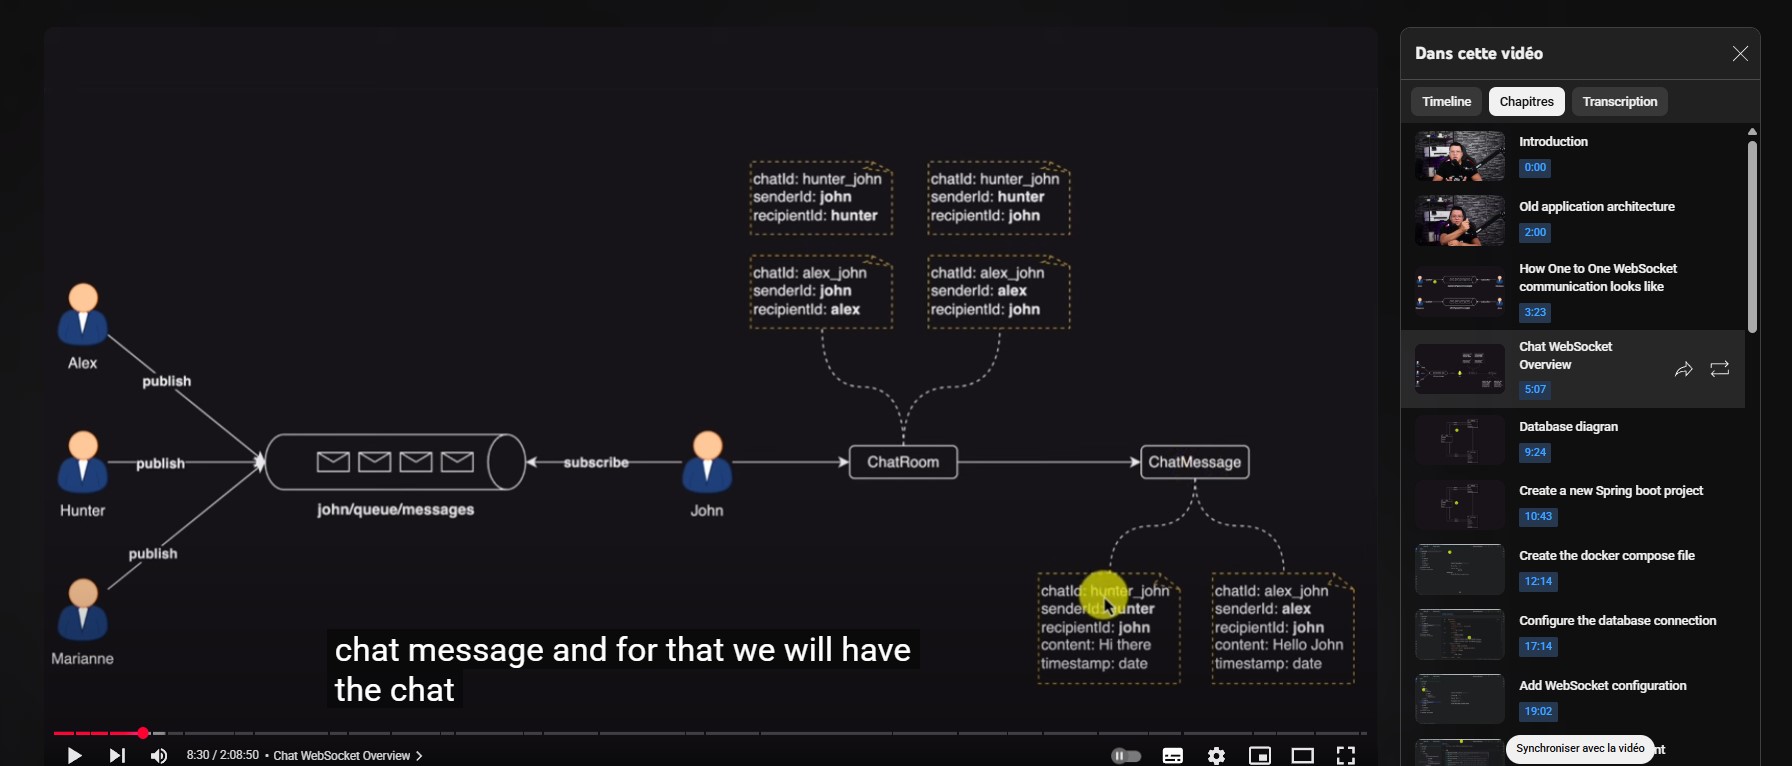 chatId: hunter_john
senderId: john
recipientId: hunter
chatId: hunter_john
senderId: hunter
recipientId: john
chatId: alex_john
senderId: john
recipientId: alex
chatId: alex_john
senderId: alex
recipientId: john
Alex
publish
Hunter
publish
Marianne
publish
john/queue/messages
subscribe
John
ChatRoom
ChatMessage
chatId: hunter_john
senderId: hunter
recipientId: john
content: Hi there
timestamp: date
chatId: alex_john
senderId: alex
recipientId: john
content: Hello John
timestamp: date
chat message and for that we will have
the chat
8:30 / 2:08:50 • Chat WebSocket Overview
Dans cette vidéo
Timeline
Chapitres
Transcription
Introduction
0:00
Old application architecture
2:00
How One to One WebSocket
communication looks like
3:23
Chat WebSocket
Overview
5:07
Database diagran
9:24
Create a new Spring boot project
10:43
Create the docker compose file
12:14
Configure the database connection
17:14
Add WebSocket configuration
19:02
Synchroniser avec la vidéo